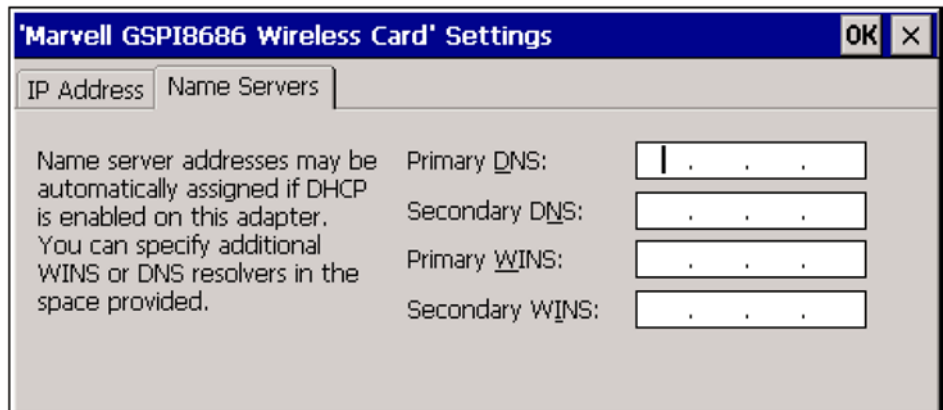 'Marvell GSPI8686 Wireless Card' Settings OK ×
IP Address Name Servers
Name server addresses may be
automatically assigned if DHCP
is enabled on this adapter.
You can specify additional
WINS or DNS resolvers in the
space provided.
Primary DNS: . . .
Secondary DNS: . . .
Primary WINS: . . .
Secondary WINS: . . .